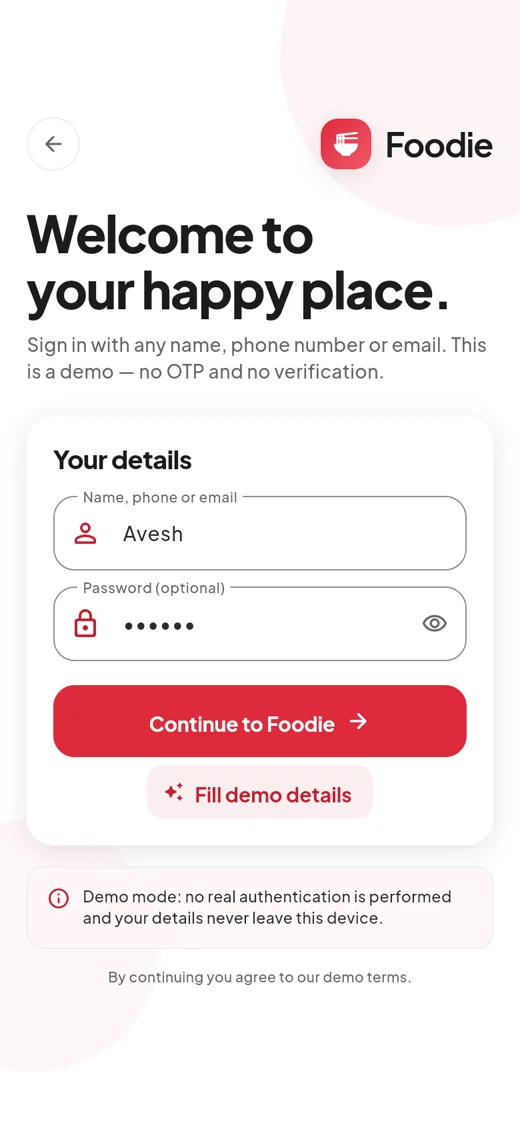 Foodie
Welcome to
your happy place.
Sign in with any name, phone number or email. This
is a demo — no OTP and no verification.
Your details
Name, phone or email
Avesh
Password (optional)
••••••
Continue to Foodie
Fill demo details
Demo mode: no real authentication is performed
and your details never leave this device.
By continuing you agree to our demo terms.